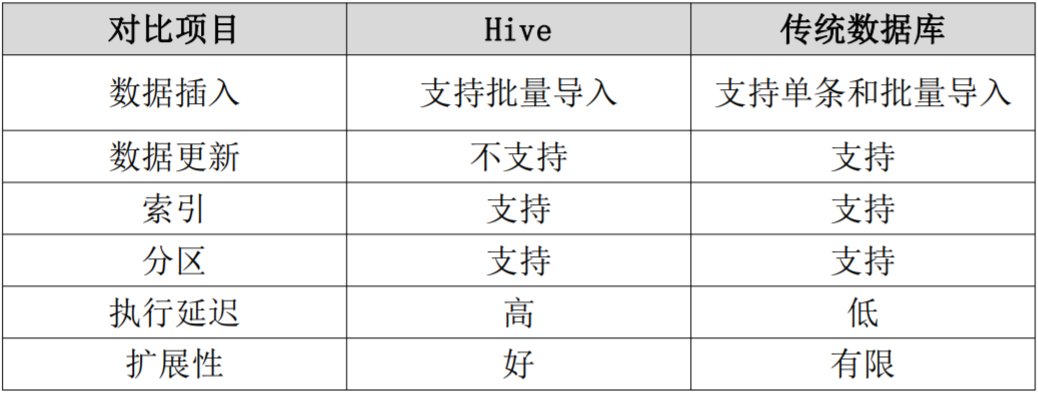 对比项目 Hive 传统数据库
数据插入 支持批量导入 支持单条和批量导入
数据更新 不支持 支持
索引 支持 支持
分区 支持 支持
执行延迟 高 低
扩展性 好 有限